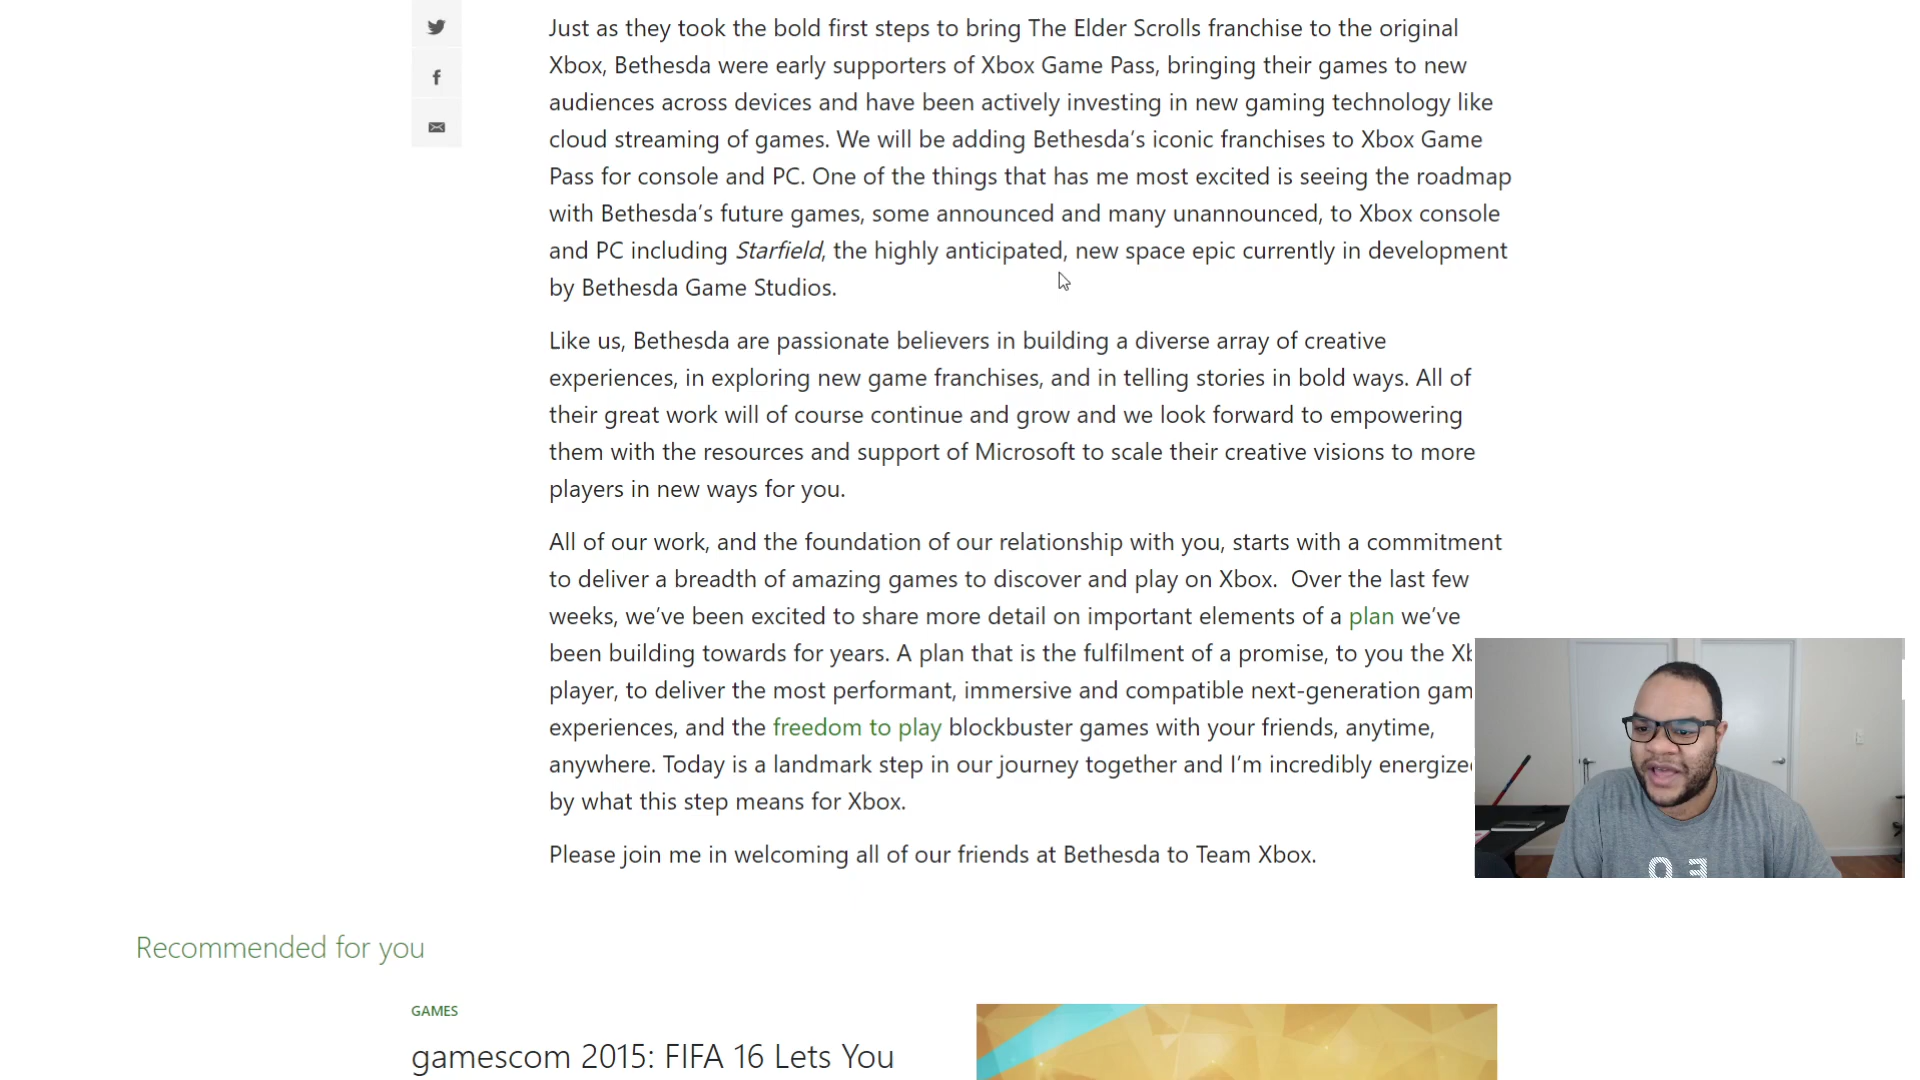 Just as they took the bold first steps to bring The Elder Scrolls franchise to the original
Xbox, Bethesda were early supporters of Xbox Game Pass, bringing their games to new
audiences across devices and have been actively investing in new gaming technology like
cloud streaming of games. We will be adding Bethesda’s iconic franchises to Xbox Game
Pass for console and PC. One of the things that has me most excited is seeing the roadmap
with Bethesda’s future games, some announced and many unannounced, to Xbox console
and PC including Starfield, the highly anticipated, new space epic currently in development
by Bethesda Game Studios.
Like us, Bethesda are passionate believers in building a diverse array of creative
experiences, in exploring new game franchises, and in telling stories in bold ways. All of
their great work will of course continue and grow and we look forward to empowering
them with the resources and support of Microsoft to scale their creative visions to more
players in new ways for you.
All of our work, and the foundation of our relationship with you, starts with a commitment
to deliver a breadth of amazing games to discover and play on Xbox.  Over the last few
weeks, we’ve been excited to share more detail on important elements of a plan we’ve
been building towards for years. A plan that is the fulfilment of a promise, to you the
player, to deliver the most performant, immersive and compatible next-generation
experiences, and the freedom to play blockbuster games with your friends, anytime,
anywhere. Today is a landmark step in our journey together and I’m incredibly
by what this step means for Xbox.
Please join me in welcoming all of our friends at Bethesda to Team Xbox.
Recommended for you
GAMES
gamescom 2015: FIFA 16 Lets You